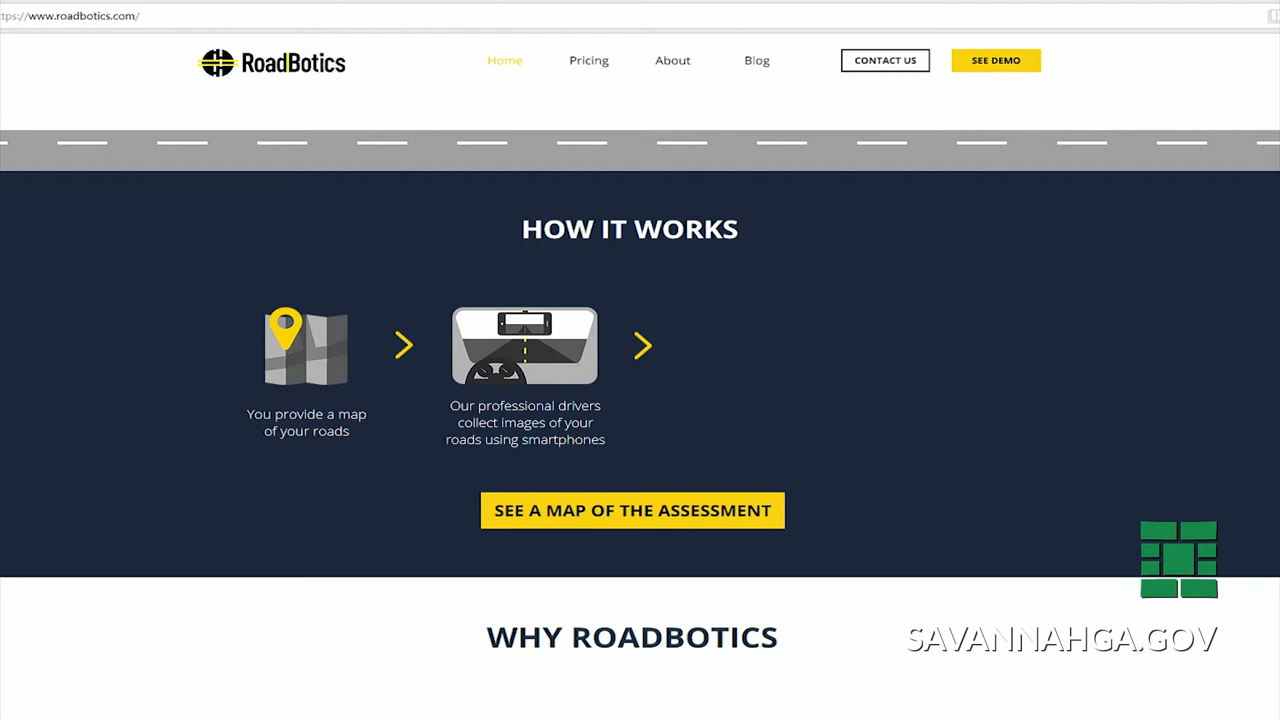 ttps://www.roadbotics.com/
RoadBotics
Home Pricing About Blog CONTACT US SEE DEMO
HOW IT WORKS
You provide a map
of your roads
Our professional drivers
collect images of your
roads using smartphones
SEE A MAP OF THE ASSESSMENT
WHY ROADBOTICS
SAVANNAHGA.GOV